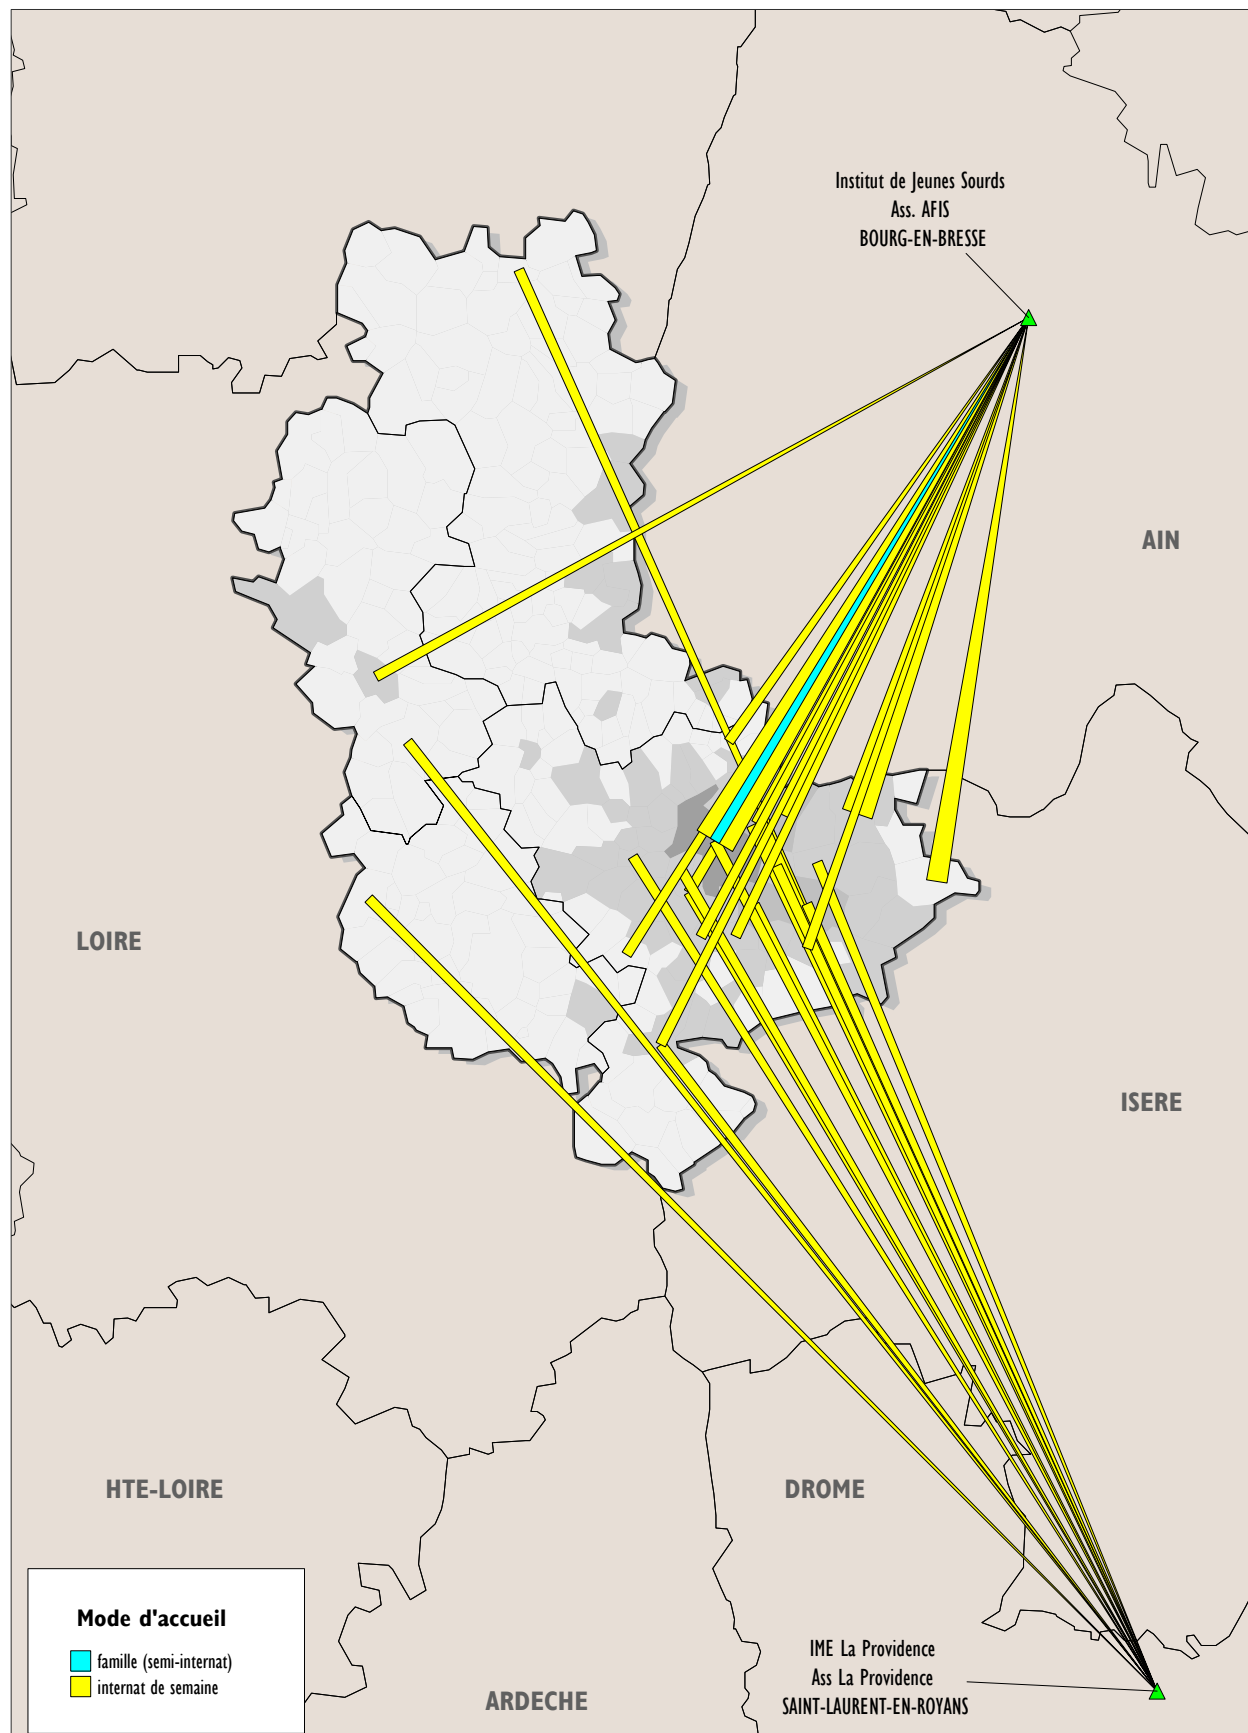 Institut de Jeunes Sourds
Ass. AFIS
BOURG-EN-BRESSE
AIN
LOIRE
ISERE
HTE-LOIRE
DROME
Mode d'accueil
famille (semi-internat)
internat de semaine
IME La Providence
Ass La Providence
SAINT-LAURENT-EN-ROYANS
ARDECHE